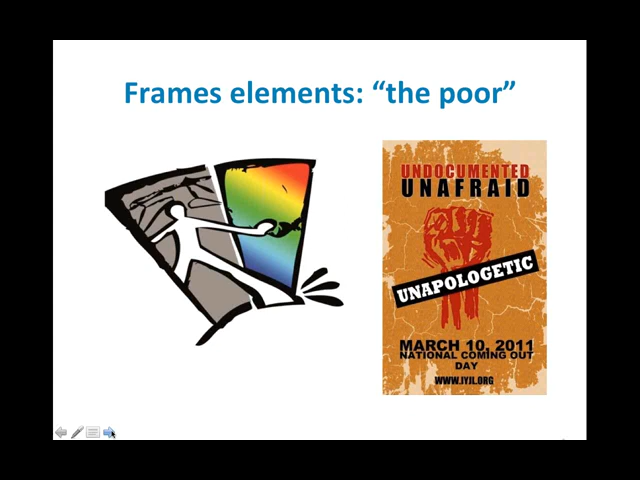 Frames elements: “the poor”
UNDOCUMENTED
UNAFRAID
UNAPOLOGETIC
MARCH 10, 2011
NATIONAL COMING OUT
DAY
WWW.IYJL.ORG